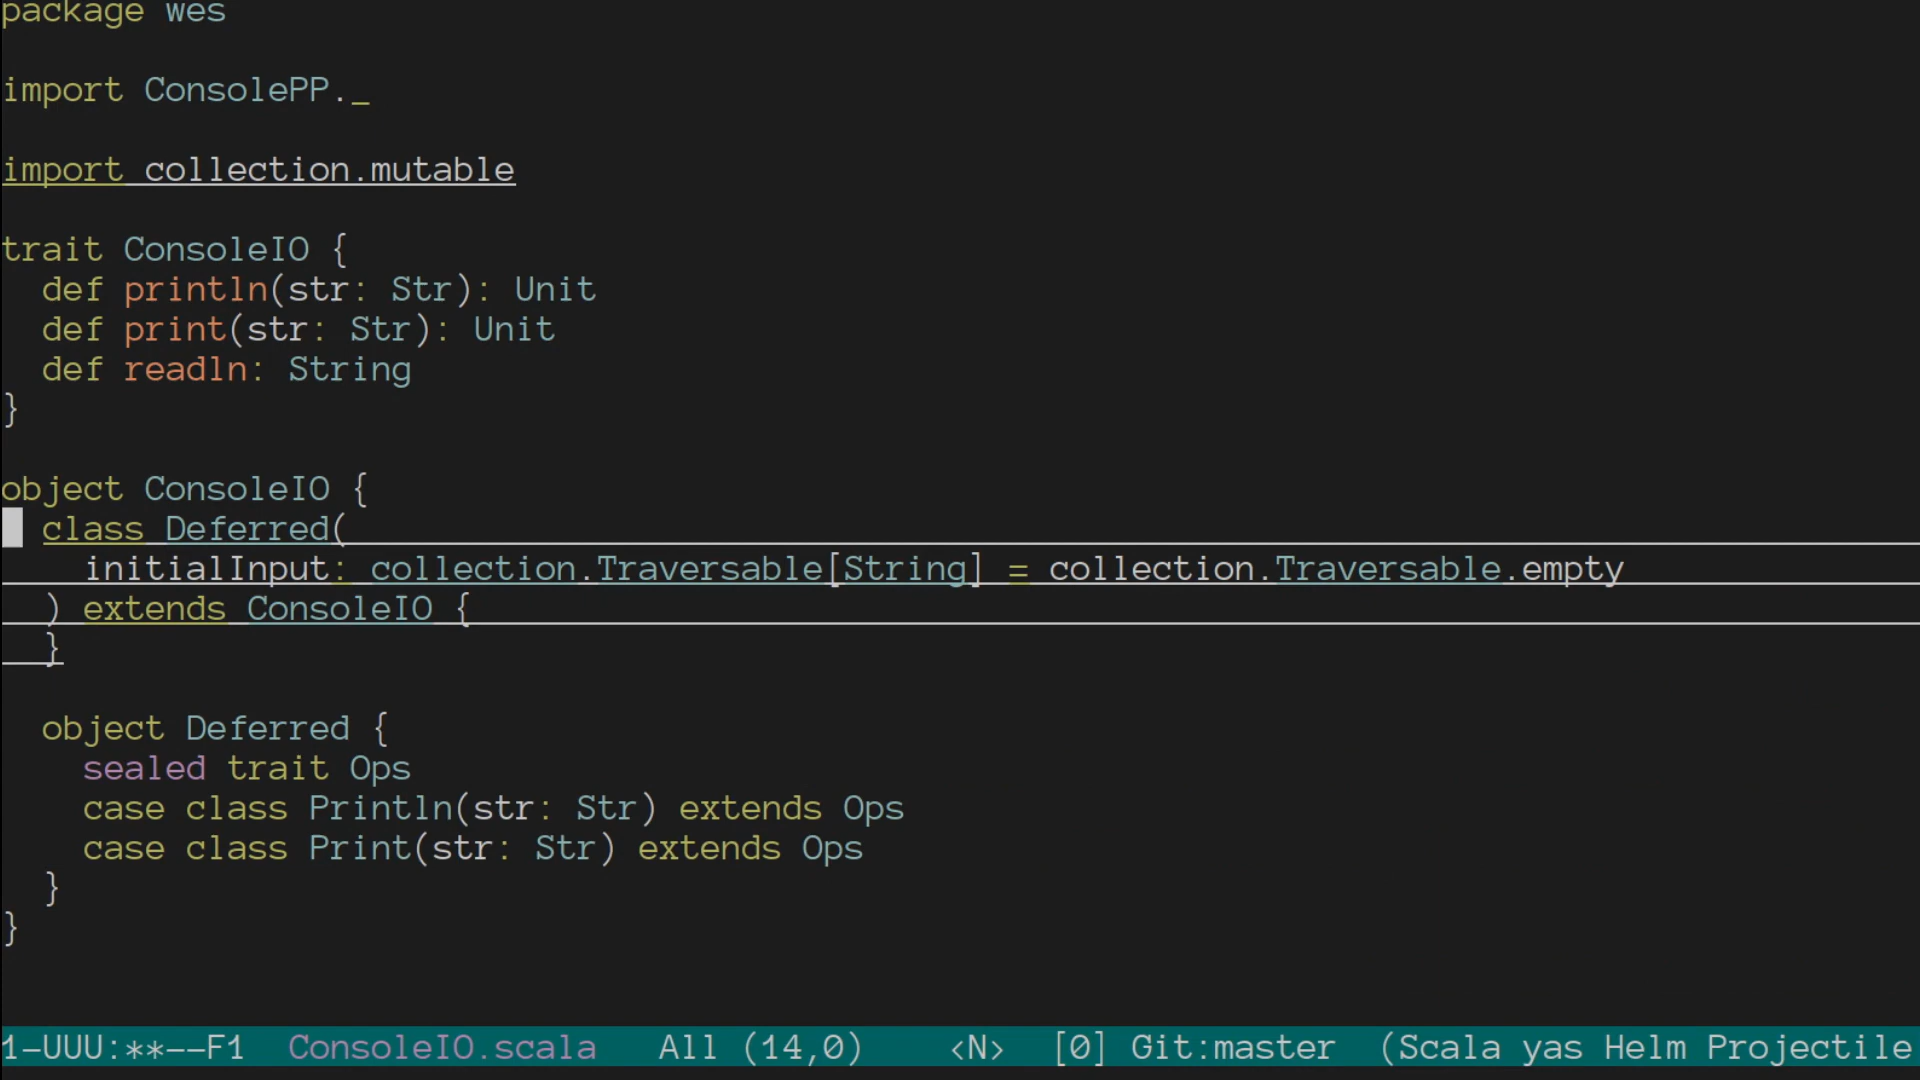 package wes

import ConsolePP._

import collection.mutable

trait ConsoleIO {
  def println(str: Str): Unit
  def print(str: Str): Unit
  def readln: String
}

object ConsoleIO {
  class Deferred(
    initialInput: collection.Traversable[String] = collection.Traversable.empty
  ) extends ConsoleIO {
  }

  object Deferred {
    sealed trait Ops
    case class Println(str: Str) extends Ops
    case class Print(str: Str) extends Ops
  }
}

1-UUU:**--F1  ConsoleIO.scala   All (14,0)    <N>  [0] Git:master  (Scala yas Helm Projectile